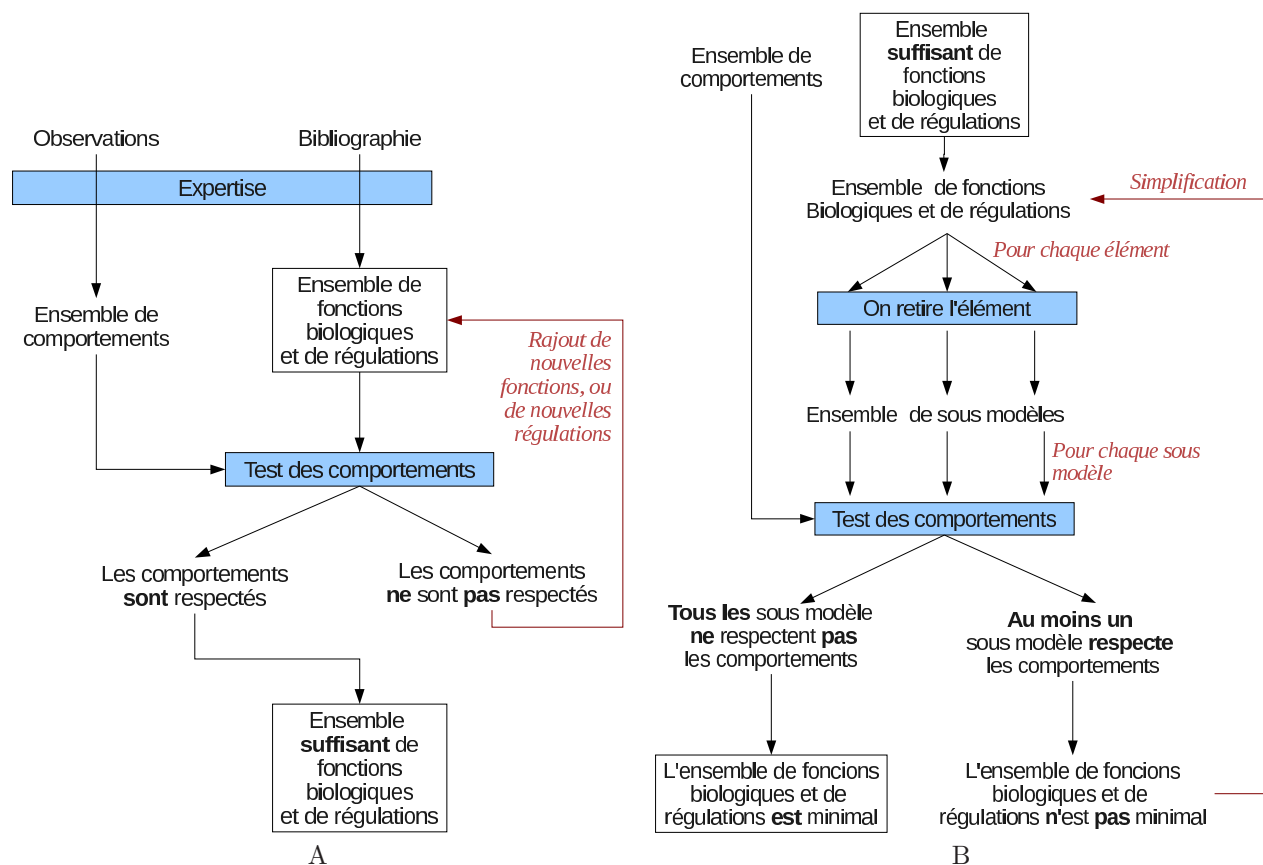 Observations
Bibliographie
Expertise
Ensemble de
comportements
Ensemble de
fonctions
biologiques
et de régulations
Rajout de
nouvelles
fonctions, ou
de nouvelles
régulations
Test des comportements
Les comportements
sont respectés
Les comportements
ne sont pas respectés
Ensemble
suffisant de
fonctions
biologiques
et de régulations
A
Ensemble de
comportements
Ensemble
suffisant de
fonctions
biologiques
et de régulations
Ensemble de fonctions
Biologiques et de régulations
Simplification
Pour chaque élément
On retire l'élément
Ensemble de sous modèles
Pour chaque sous
modèle
Test des comportements
Tous les sous modèle
ne respectent pas
les comportements
Au moins un
sous modèle respecte
les comportements
L'ensemble de foncions
biologiques et de
régulations est minimal
L'ensemble de foncions
biologiques et de
régulations n'est pas minimal
B